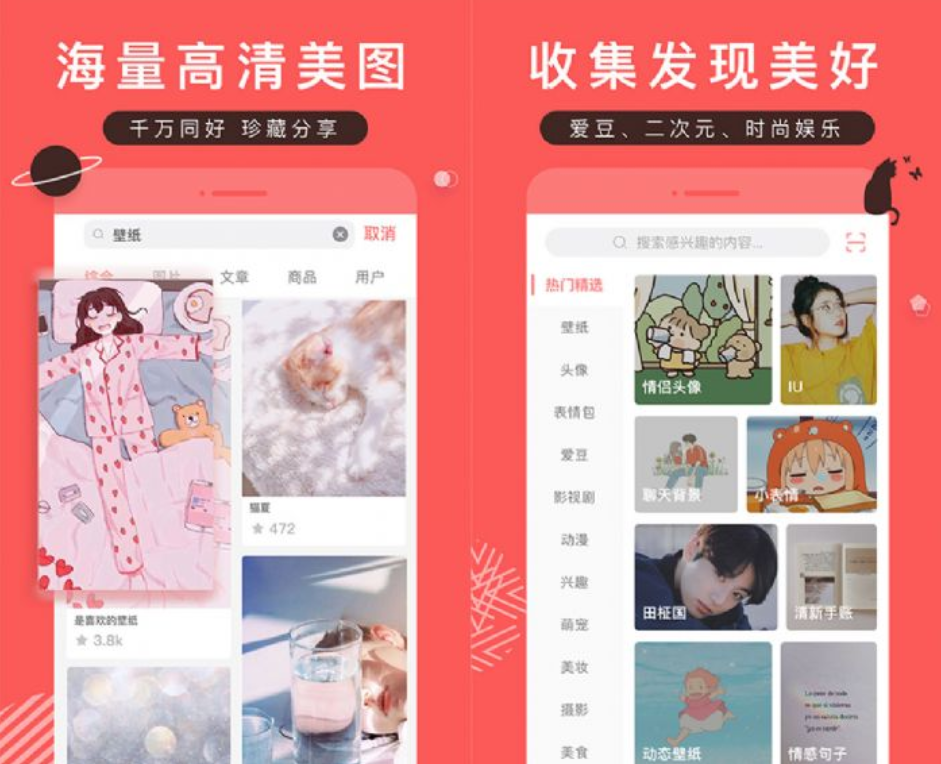 海量高清美图
千万同好 珍藏分享
壁纸
取消
综合 图片 文章 商品 用户
猫夏
472
是喜欢的壁纸
3.8k
收集发现美好
爱豆、二次元、时尚娱乐
搜索感兴趣的内容...
热门精选
壁纸
头像
表情包
爱豆
影视剧
动漫
兴趣
萌宠
美妆
摄影
美食
情侣头像
IU
聊天背景
小表情
田柾国
清新手账
动态壁纸
情感句子